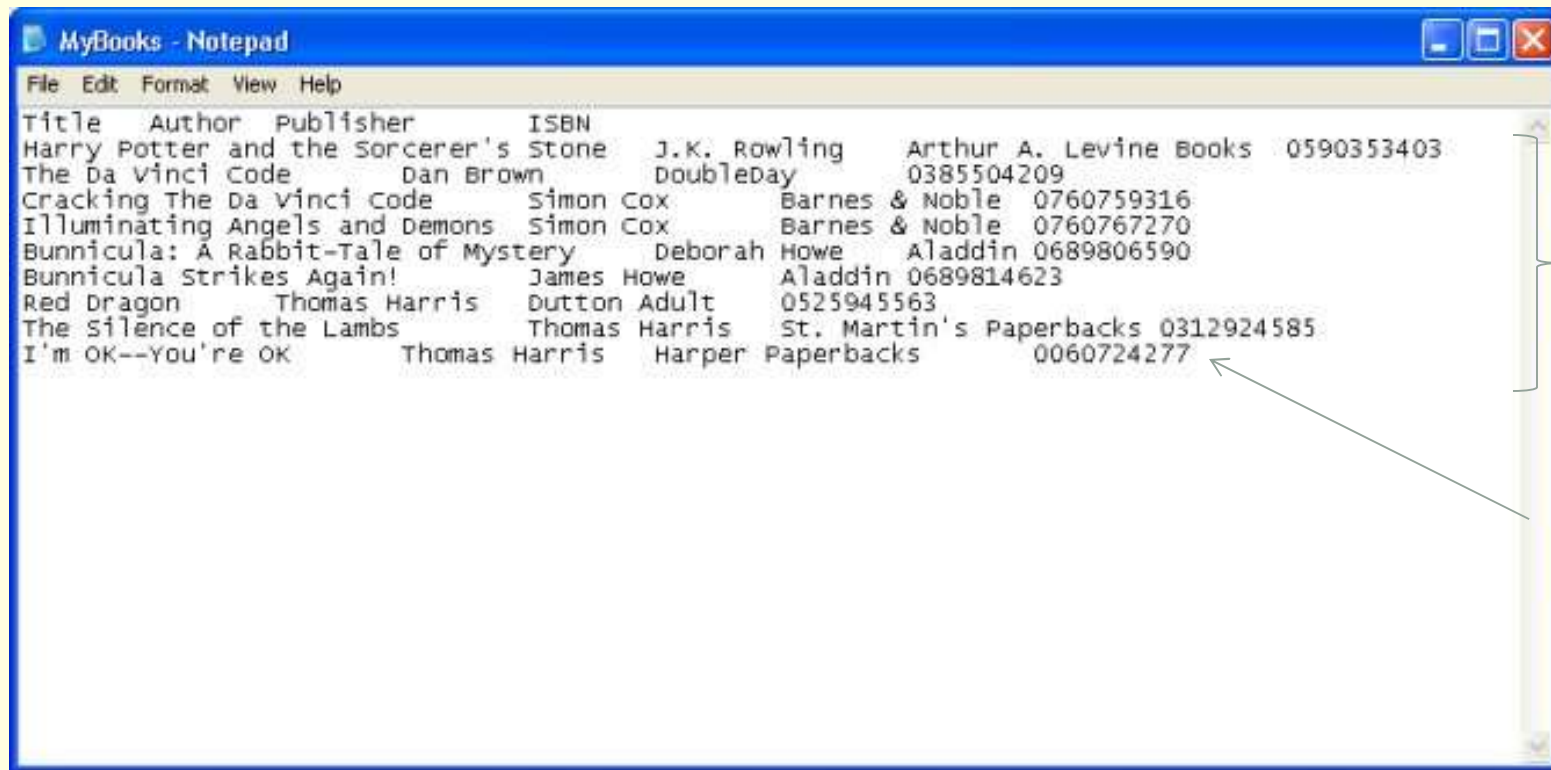 MyBooks - Notepad
File Edit Format View Help
Title Author Publisher ISBN
Harry Potter and the Sorcerer's Stone J.K. Rowling Arthur A. Levine Books 0590353403
The Da Vinci Code Dan Brown DoubleDay 0385504209
Cracking The Da Vinci Code Simon Cox Barnes & Noble 0760759316
Illuminating Angels and Demons Simon Cox Barnes & Noble 0760767270
Bunnicula: A Rabbit-Tale of Mystery Deborah Howe Aladdin 0689806590
Bunnicula Strikes Again! James Howe Aladdin 0689814623
Red Dragon Thomas Harris Dutton Adult 0525945563
The Silence of the Lambs Thomas Harris St. Martin's Paperbacks 0312924585
I'm OK--You're OK Thomas Harris Harper Paperbacks 0060724277